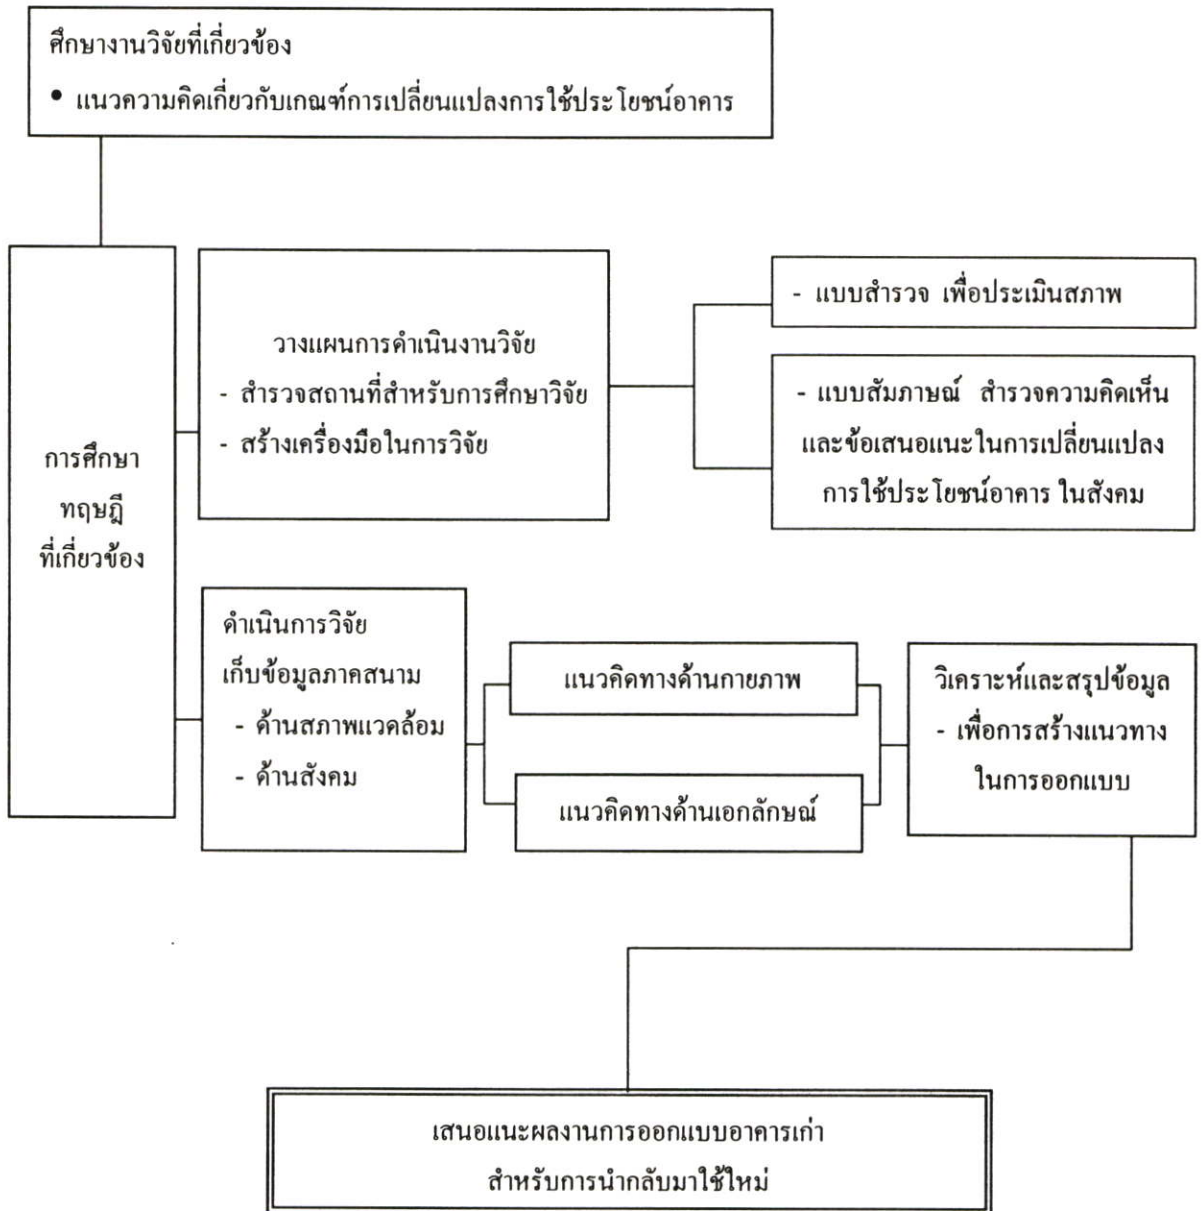 ศึกษางานวิจัยที่เกี่ยวข้อง
• แนวความคิดเกี่ยวกับเกณฑ์การเปลี่ยนแปลงการใช้ประโยชน์อาคาร
การศึกษา
ทฤษฎี
ที่เกี่ยวข้อง
วางแผนการดำเนินงานวิจัย
- สำรวจสถานที่สำหรับการศึกษาวิจัย
- สร้างเครื่องมือในการวิจัย
- แบบสำรวจ เพื่อประเมินสภาพ
- แบบสัมภาษณ์ สำรวจความคิดเห็น
และข้อเสนอแนะในการเปลี่ยนแปลง
การใช้ประโยชน์อาคาร ในสังคม
ดำเนินการวิจัย
เก็บข้อมูลภาคสนาม
- ด้านสภาพแวดล้อม
- ด้านสังคม
แนวคิดทางด้านกายภาพ
แนวคิดทางด้านเอกลักษณ์
วิเคราะห์และสรุปข้อมูล
- เพื่อการสร้างแนวทาง
ในการออกแบบ
เสนอแนะผลงานการออกแบบอาคารเก่า
สำหรับการนำกลับมาใช้ใหม่